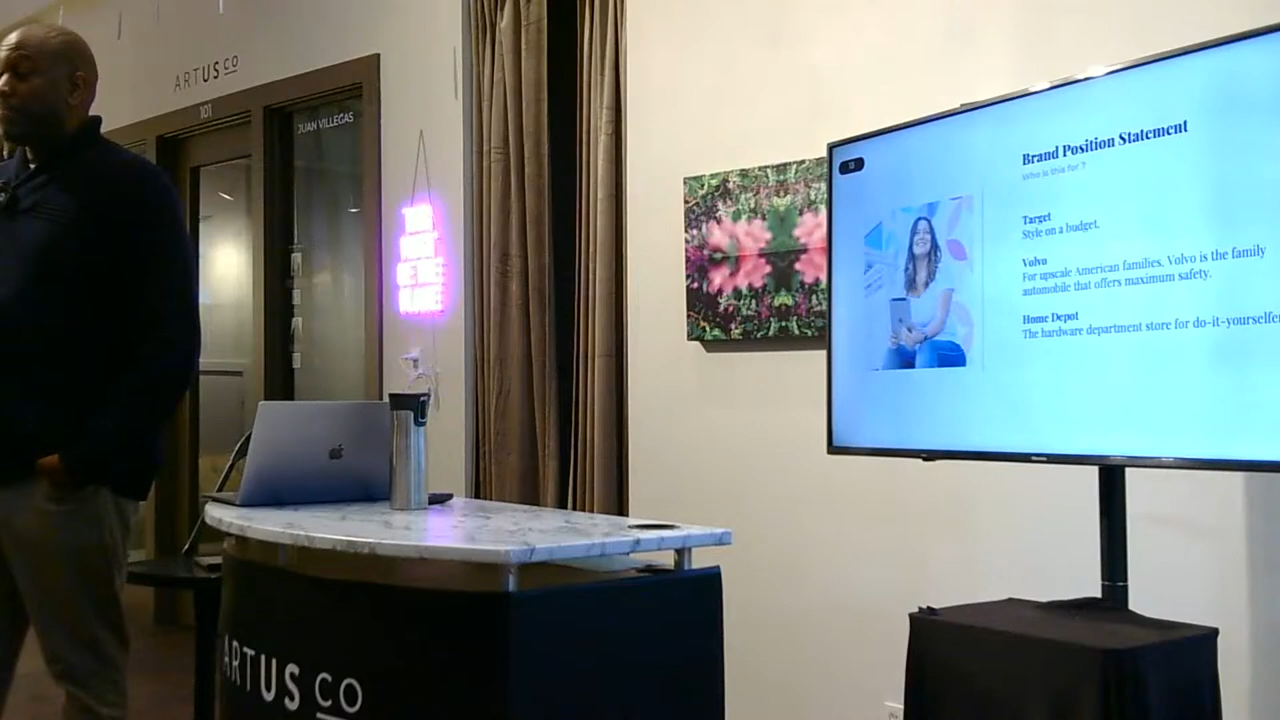 ARTUS CO
101
JUAN VILLEGAS
Brand Position Statement
Who is this for ?
Target
Style on a budget.
Volvo
For upscale American families, Volvo is the family
automobile that offers maximum safety.
Home Depot
The hardware department store for do-it-yourselfer
ARTUS CO